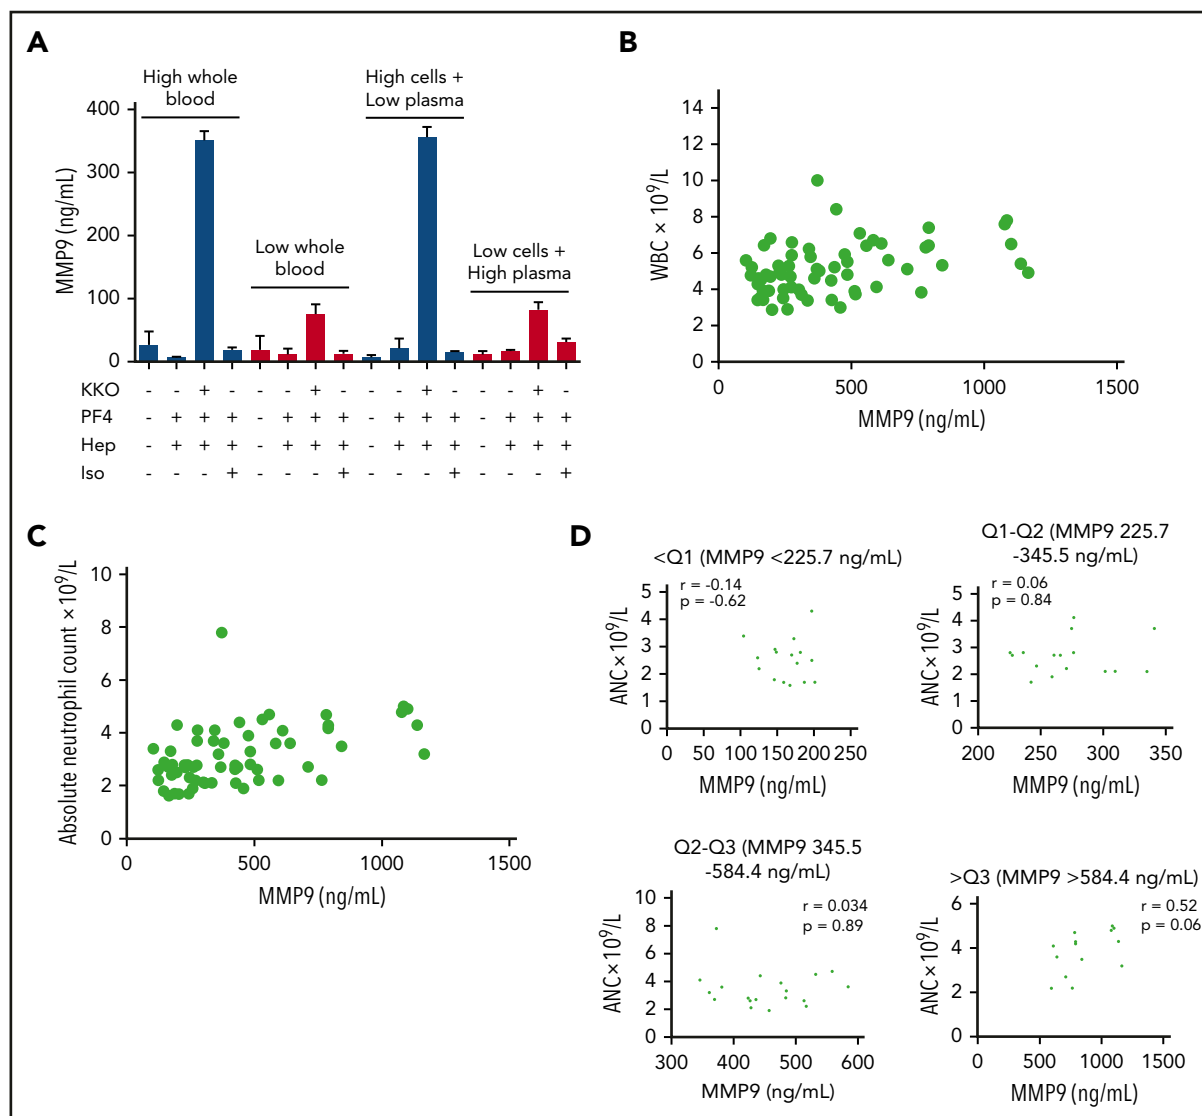 A
High whole
blood
High cells +
Low plasma
Low whole
blood
Low cells +
High plasma
MMP9 (ng/mL)
400
300
200
100
0
KKO - - + - - - + - - - + - - - + -
PF4 - + + + - + + + - + + + - + + +
Hep - + + + - + + + - + + + - + + +
Iso - - - + - - - + - - - + - - - +
B
WBC × 10⁹/L
14
12
10
8
6
4
2
0
0 500 1000 1500
MMP9 (ng/mL)
C
Absolute neutrophil count ×10⁹/L
10
8
6
4
2
0
0 500 1000 1500
MMP9 (ng/mL)
D
<Q1 (MMP9 <225.7 ng/mL)
r = -0.14
p = -0.62
ANC×10⁹/L
5
4
3
2
1
0
0 50 100 150 200 250
MMP9 (ng/mL)
Q1-Q2 (MMP9 225.7
-345.5 ng/mL)
r = 0.06
p = 0.84
ANC×10⁹/L
5
4
3
2
1
0
200 250 300 350
MMP9 (ng/mL)
Q2-Q3 (MMP9 345.5
-584.4 ng/mL)
r = 0.034
p = 0.89
ANC×10⁹/L
10
8
6
4
2
0
300 400 500 600
MMP9 (ng/mL)
>Q3 (MMP9 >584.4 ng/mL)
r = 0.52
p = 0.06
ANC×10⁹/L
6
4
2
0
0 500 1000 1500
MMP9 (ng/mL)